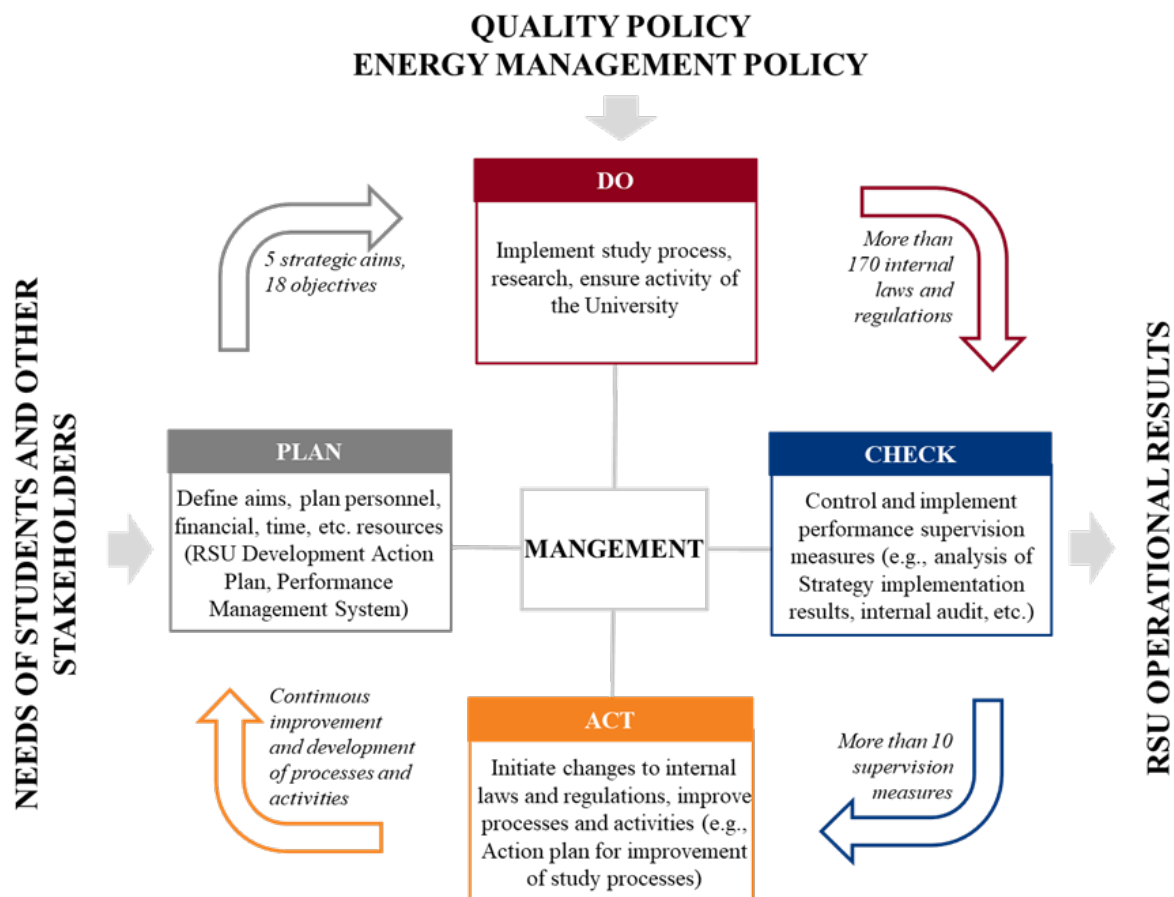 QUALITY POLICY
ENERGY MANAGEMENT POLICY
NEEDS OF STUDENTS AND OTHER
STAKEHOLDERS
5 strategic aims,
18 objectives
DO
Implement study process,
research, ensure activity of
the University
More than
170 internal
laws and
regulations
PLAN
Define aims, plan personnel,
financial, time, etc. resources
(RSU Development Action
Plan, Performance
Management System)
MANGEMENT
CHECK
Control and implement
performance supervision
measures (e.g., analysis of
Strategy implementation
results, internal audit, etc.)
RSU OPERATIONAL RESULTS
Continuous
improvement
and development
of processes and
activities
ACT
Initiate changes to internal
laws and regulations, improve
processes and activities (e.g.,
Action plan for improvement
of study processes)
More than 10
supervision
measures